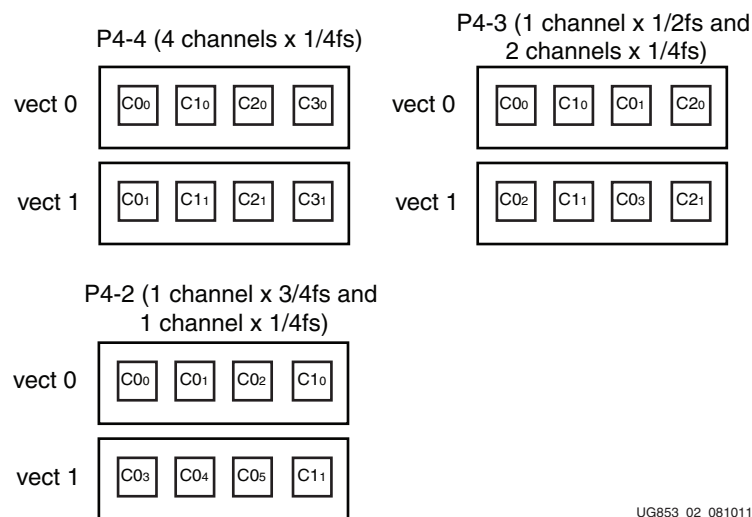 P4-4 (4 channels x 1/4fs)
vect 0 C0₀ C1₀ C2₀ C3₀
vect 1 C0₁ C1₁ C2₁ C3₁
P4-3 (1 channel x 1/2fs and
2 channels x 1/4fs)
vect 0 C0₀ C1₀ C0₁ C2₀
vect 1 C0₂ C1₁ C0₃ C2₁
P4-2 (1 channel x 3/4fs and
1 channel x 1/4fs)
vect 0 C0₀ C0₁ C0₂ C1₀
vect 1 C0₃ C0₄ C0₅ C1₁
UG853_02_081011